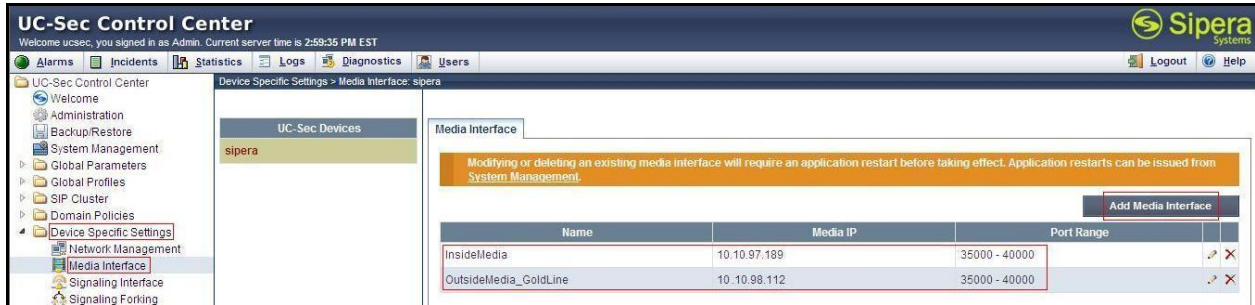 UC-Sec Control Center
Welcome ucsec, you signed in as Admin. Current server time is 2:59:35 PM EST
Sipera
Systems
Alarms Incidents Statistics Logs Diagnostics Users Logout Help
UC-Sec Control Center
Welcome
Administration
Backup/Restore
System Management
Global Parameters
Global Profiles
SIP Cluster
Domain Policies
Device Specific Settings
Network Management
Media Interface
Signaling Interface
Signaling Forking
Device Specific Settings > Media Interface: sipera
UC-Sec Devices
sipera
Media Interface
Modifying or deleting an existing media interface will require an application restart before taking effect. Application restarts can be issued from
System Management.
Add Media Interface
Name Media IP Port Range
InsideMedia 10.10.97.189 35000 - 40000
OutsideMedia_GoldLine 10.10.98.112 35000 - 40000